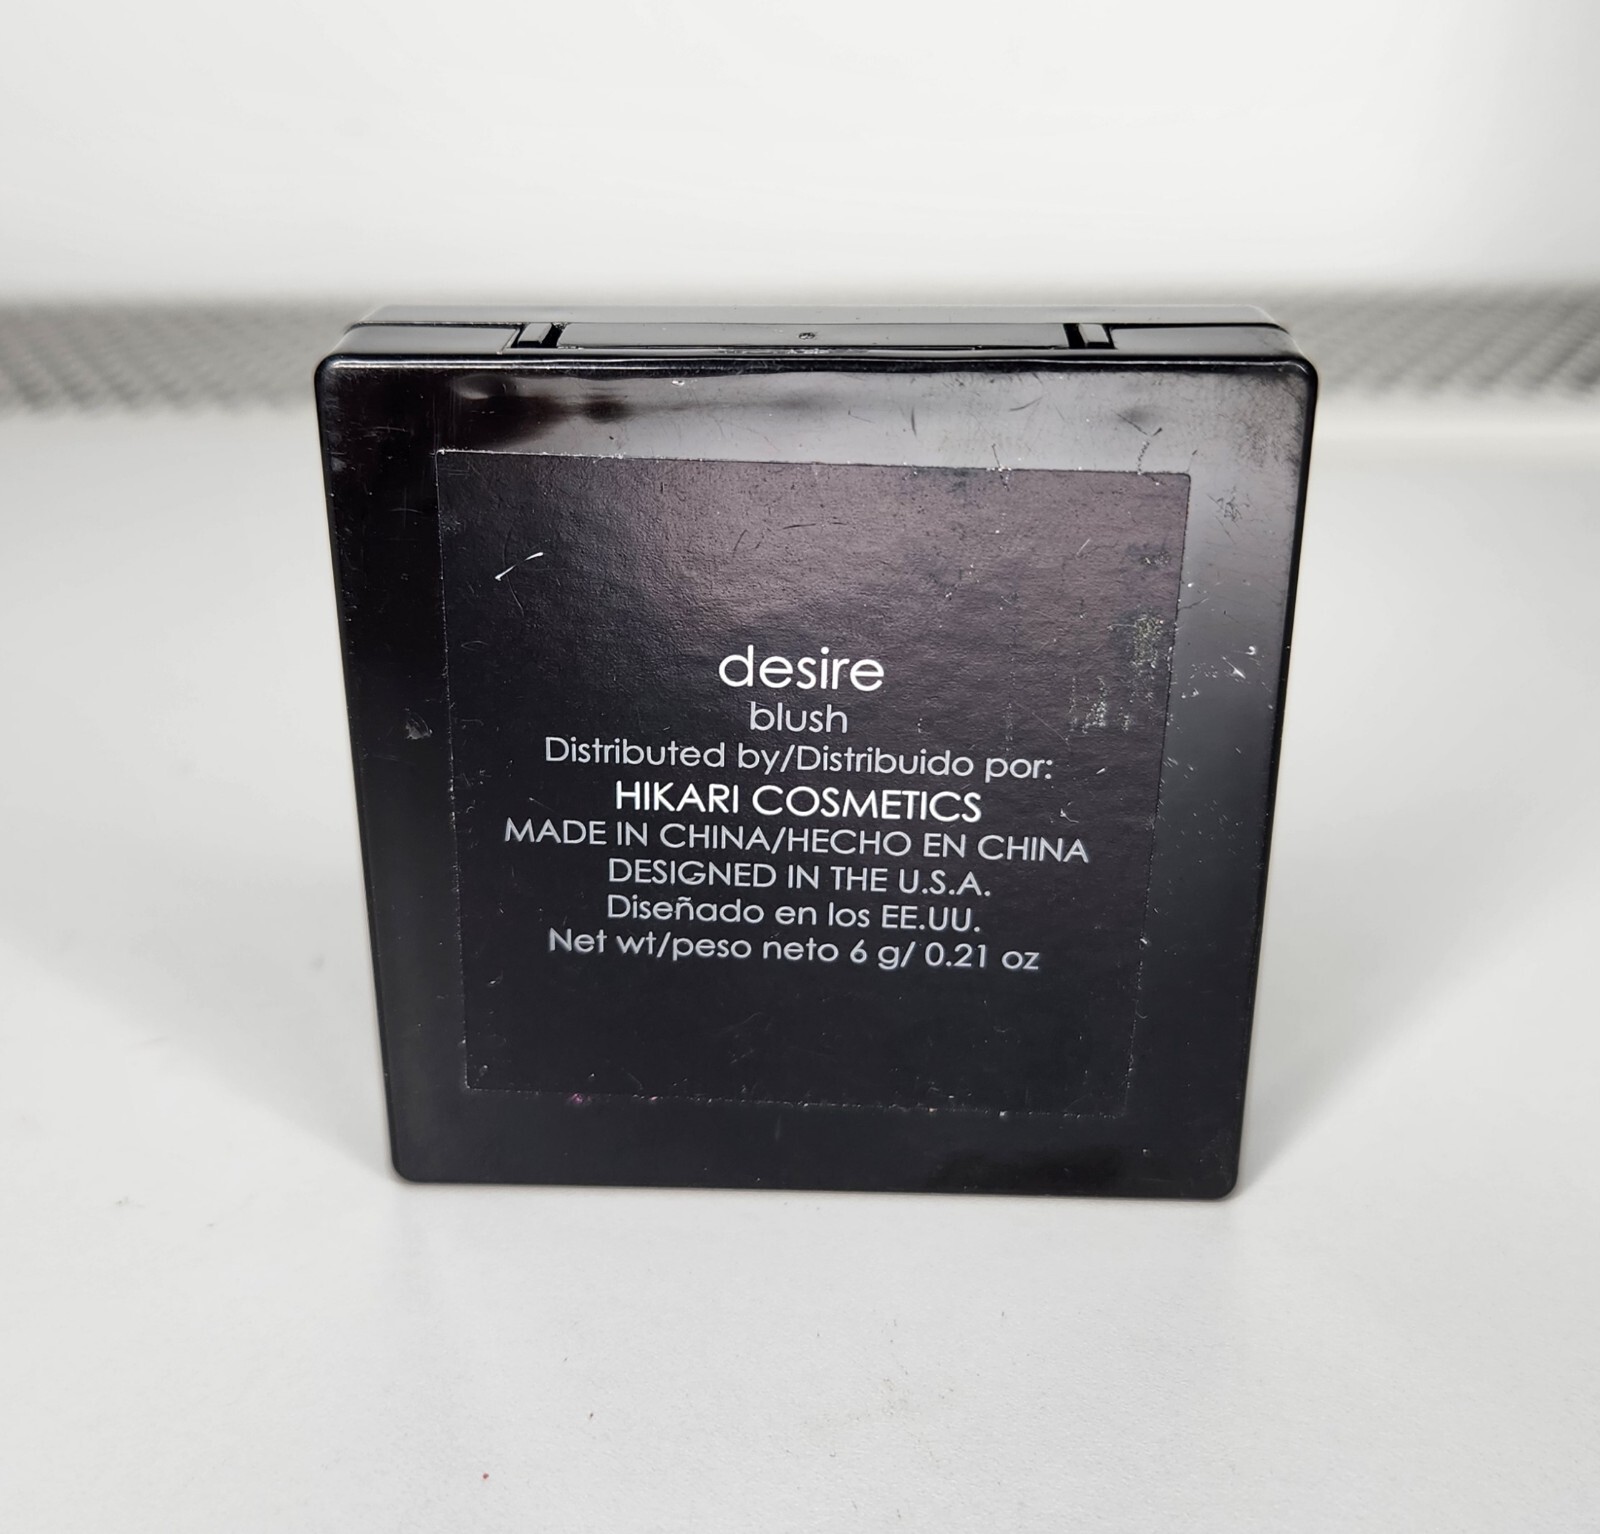 desire
blush
Distributed by/Distribuido por:
HIKARI COSMETICS
MADE IN CHINA/HECHO EN CHINA
DESIGNED IN THE U.S.A.
Diseñado en los EE.UU.
Net wt/peso neto 6 g/ 0.21 oz